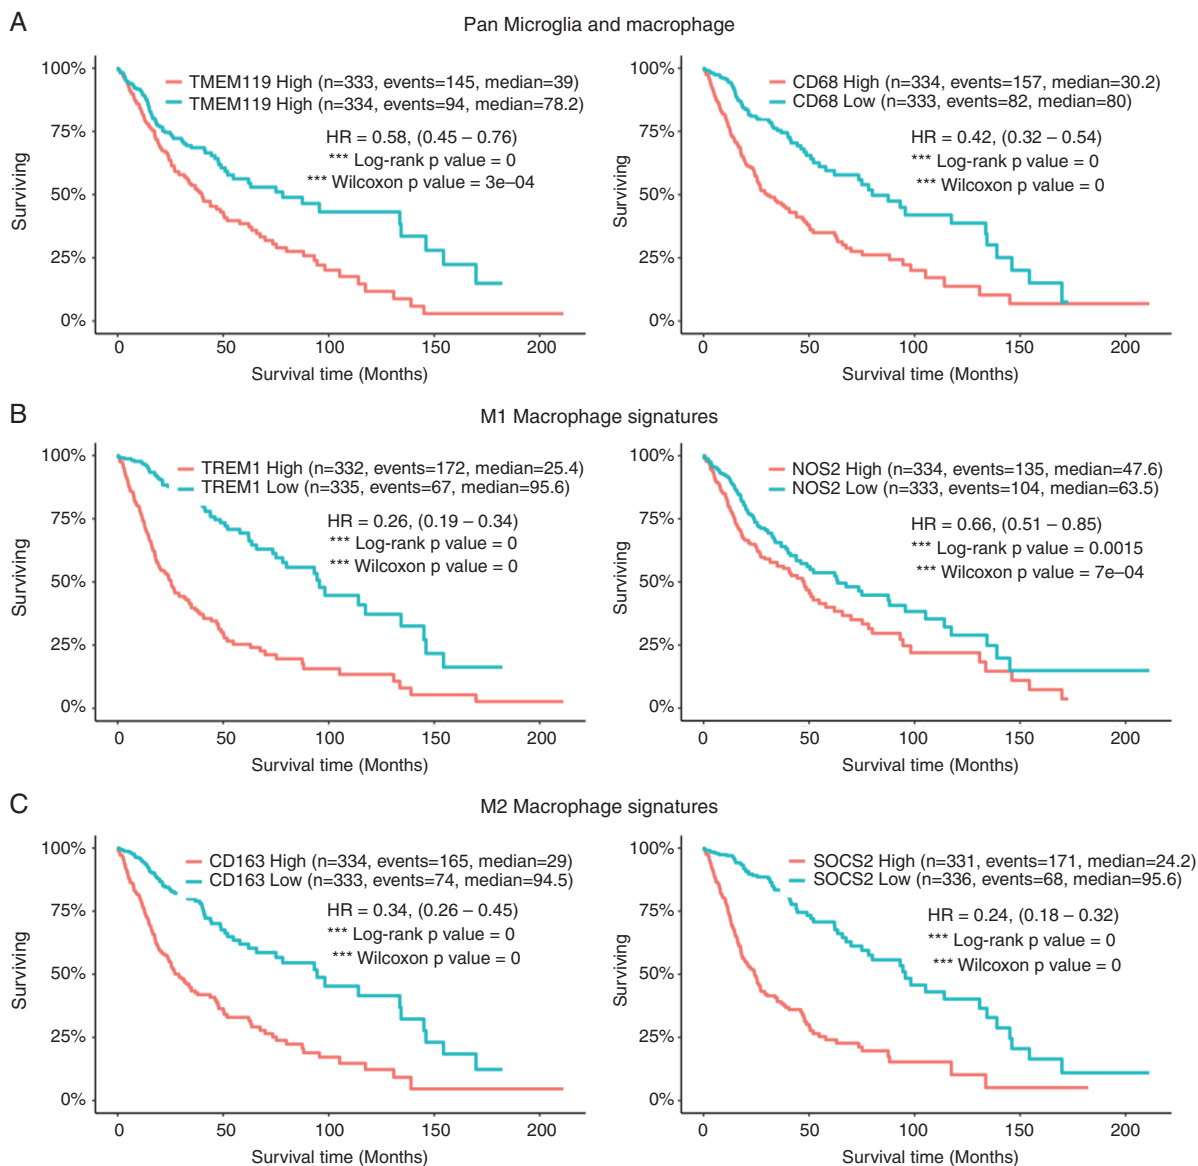 A
Pan Microglia and macrophage
100%
75%
50%
25%
0%
Surviving
TMEM119 High (n=333, events=145, median=39)
TMEM119 High (n=334, events=94, median=78.2)
HR = 0.58, (0.45 – 0.76)
*** Log-rank p value = 0
*** Wilcoxon p value = 3e–04
0 50 100 150 200
Survival time (Months)
100%
75%
50%
25%
0%
Surviving
CD68 High (n=334, events=157, median=30.2)
CD68 Low (n=333, events=82, median=80)
HR = 0.42, (0.32 – 0.54)
*** Log-rank p value = 0
*** Wilcoxon p value = 0
0 50 100 150 200
Survival time (Months)
B
M1 Macrophage signatures
100%
75%
50%
25%
0%
Surviving
TREM1 High (n=332, events=172, median=25.4)
TREM1 Low (n=335, events=67, median=95.6)
HR = 0.26, (0.19 – 0.34)
*** Log-rank p value = 0
*** Wilcoxon p value = 0
0 50 100 150 200
Survival time (Months)
100%
75%
50%
25%
0%
Surviving
NOS2 High (n=334, events=135, median=47.6)
NOS2 Low (n=333, events=104, median=63.5)
HR = 0.66, (0.51 – 0.85)
*** Log-rank p value = 0.0015
*** Wilcoxon p value = 7e–04
0 50 100 150 200
Survival time (Months)
C
M2 Macrophage signatures
100%
75%
50%
25%
0%
Surviving
CD163 High (n=334, events=165, median=29)
CD163 Low (n=333, events=74, median=94.5)
HR = 0.34, (0.26 – 0.45)
*** Log-rank p value = 0
*** Wilcoxon p value = 0
0 50 100 150 200
Survival time (Months)
100%
75%
50%
25%
0%
Surviving
SOCS2 High (n=331, events=171, median=24.2)
SOCS2 Low (n=336, events=68, median=95.6)
HR = 0.24, (0.18 – 0.32)
*** Log-rank p value = 0
*** Wilcoxon p value = 0
0 50 100 150 200
Survival time (Months)